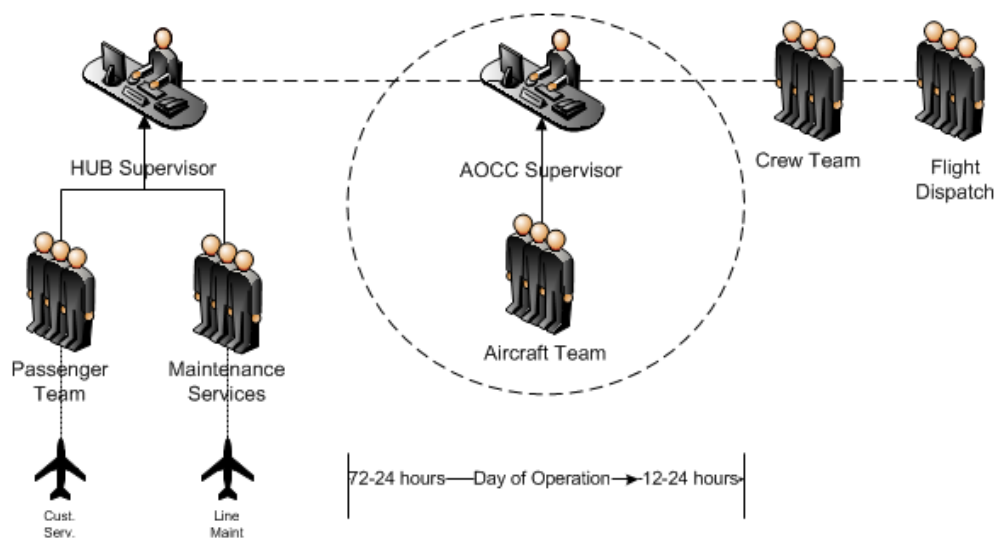 HUB Supervisor
AOCC Supervisor
Crew Team
Flight
Dispatch
Passenger
Team
Maintenance
Services
Aircraft Team
Cust.
Serv.
Line
Maint
72-24 hours Day of Operation 12-24 hours